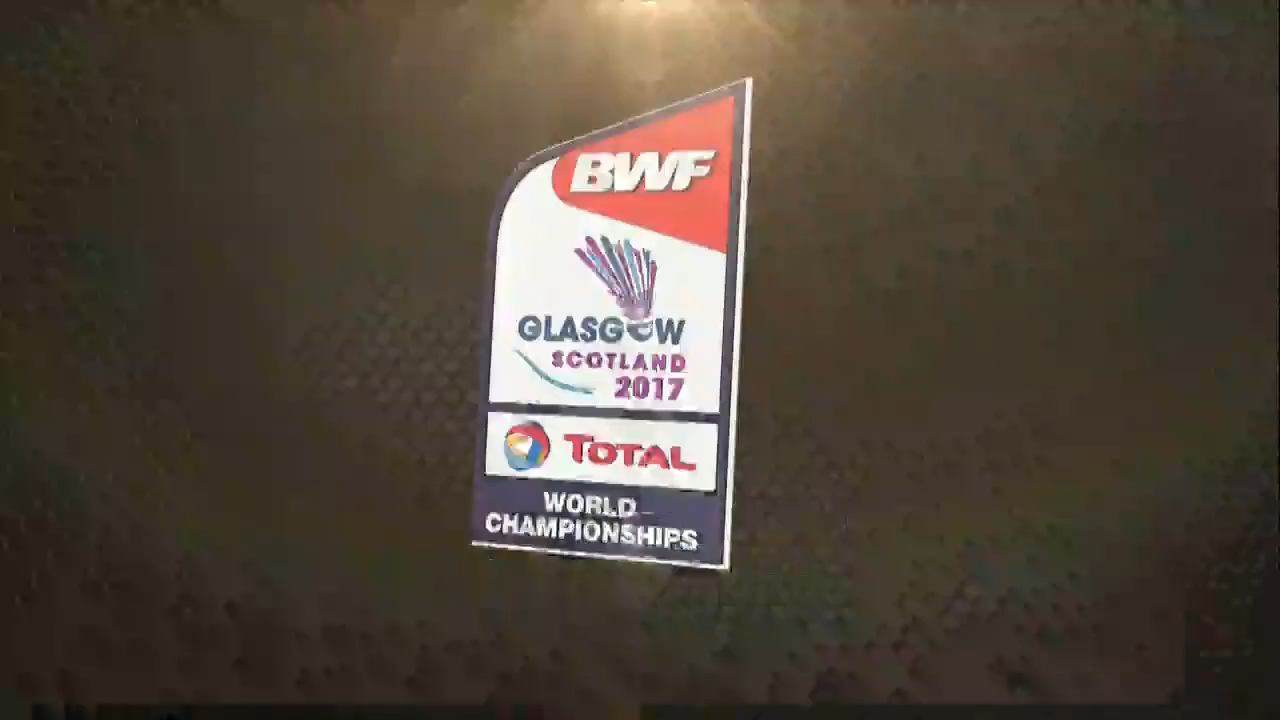 BWF
GLASGOW
SCOTLAND
2017
TOTAL
WORLD
CHAMPIONSHIPS